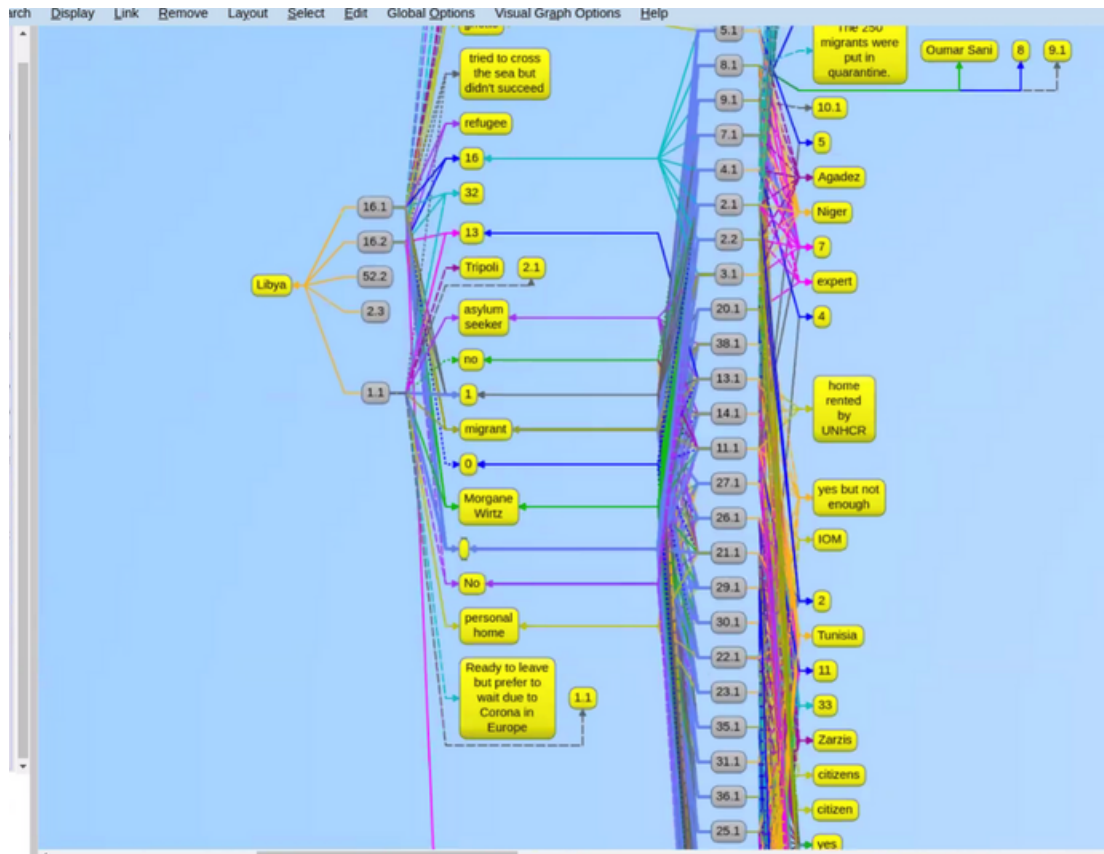 arch Display Link Remove Layout Select Edit Global Options Visual Graph Options Help
tried to cross
the sea but
didn't succeed
refugee
16
32
13
Tripoli
2.1
asylum
seeker
no
1
migrant
0
Morgane
Wirtz
No
personal
home
Ready to leave
but prefer to
wait due to
Corona in
Europe
1.1
Libya
16.1
16.2
52.2
2.3
1.1
5.1
8.1
9.1
7.1
4.1
2.1
2.2
3.1
20.1
38.1
13.1
14.1
11.1
27.1
26.1
21.1
29.1
30.1
22.1
23.1
35.1
31.1
36.1
25.1
The 250
migrants were
put in
quarantine.
Oumar Sani
8
9.1
10.1
5
Agadez
Niger
7
expert
4
home
rented
by
UNHCR
yes but not
enough
IOM
2
Tunisia
11
33
Zarzis
citizens
citizen
yes